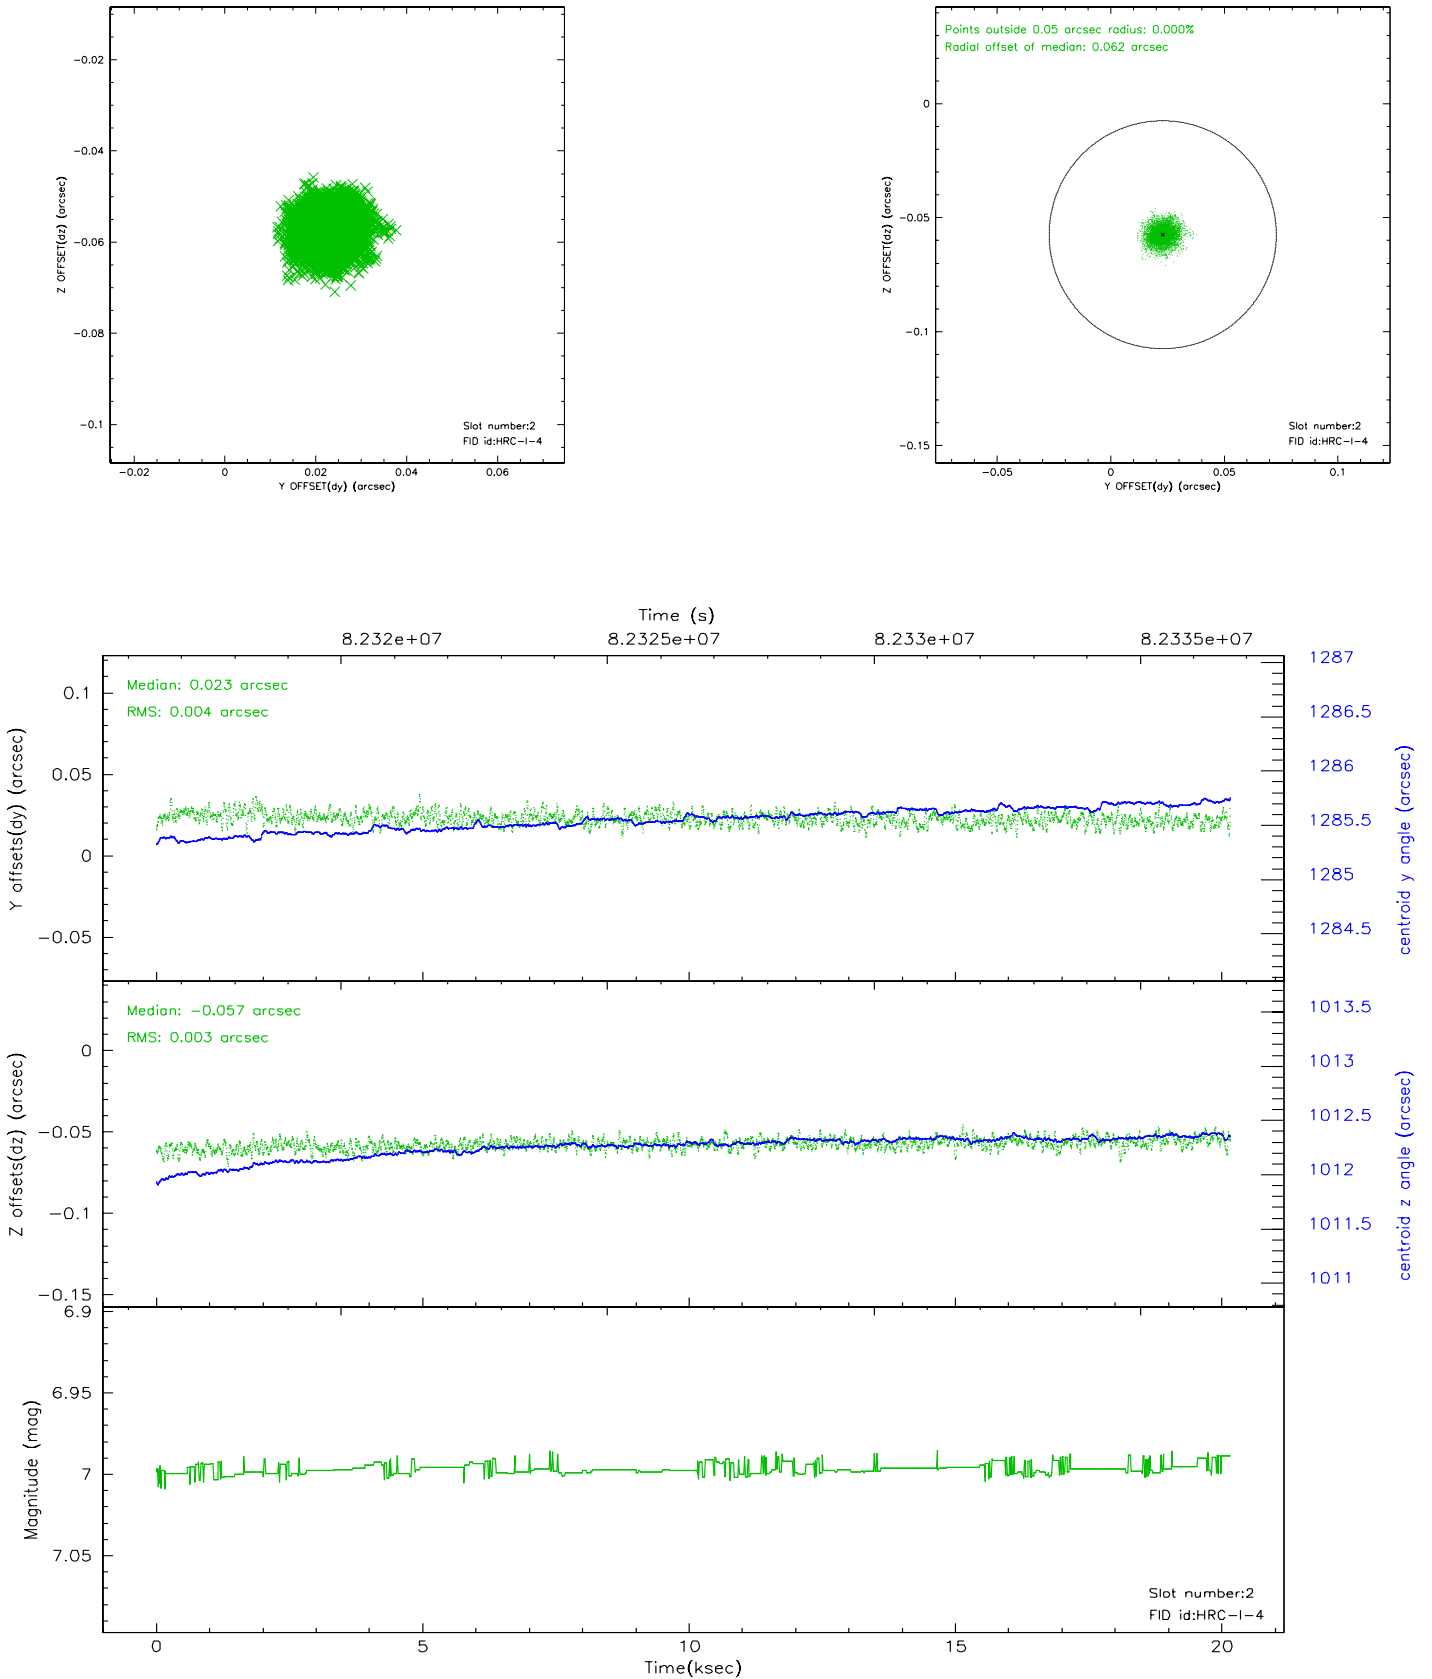 -0.02
-0.04
-0.06
-0.08
-0.1
Z OFFSET(dz) (arcsec)
Slot number:2
FID id:HRC-I-4
-0.02 0 0.02 0.04 0.06
Y OFFSET(dy) (arcsec)
Points outside 0.05 arcsec radius: 0.000%
Radial offset of median: 0.062 arcsec
0
-0.05
-0.1
-0.15
Z OFFSET(dz) (arcsec)
Slot number:2
FID id:HRC-I-4
-0.05 0 0.05 0.1
Y OFFSET(dy) (arcsec)
Time (s)
8.232e+07 8.2325e+07 8.233e+07 8.2335e+07
Median: 0.023 arcsec
RMS: 0.004 arcsec
0.1
0.05
0
-0.05
Y offsets(dy) (arcsec)
1287
1286.5
1286
1285.5
1285
1284.5
centroid y angle (arcsec)
Median: -0.057 arcsec
RMS: 0.003 arcsec
0
-0.05
-0.1
-0.15
Z offsets(dz) (arcsec)
1013.5
1013
1012.5
1012
1011.5
1011
centroid z angle (arcsec)
6.9
6.95
7
7.05
Magnitude (mag)
Slot number:2
FID id:HRC-I-4
0 5 10 15 20
Time(ksec)